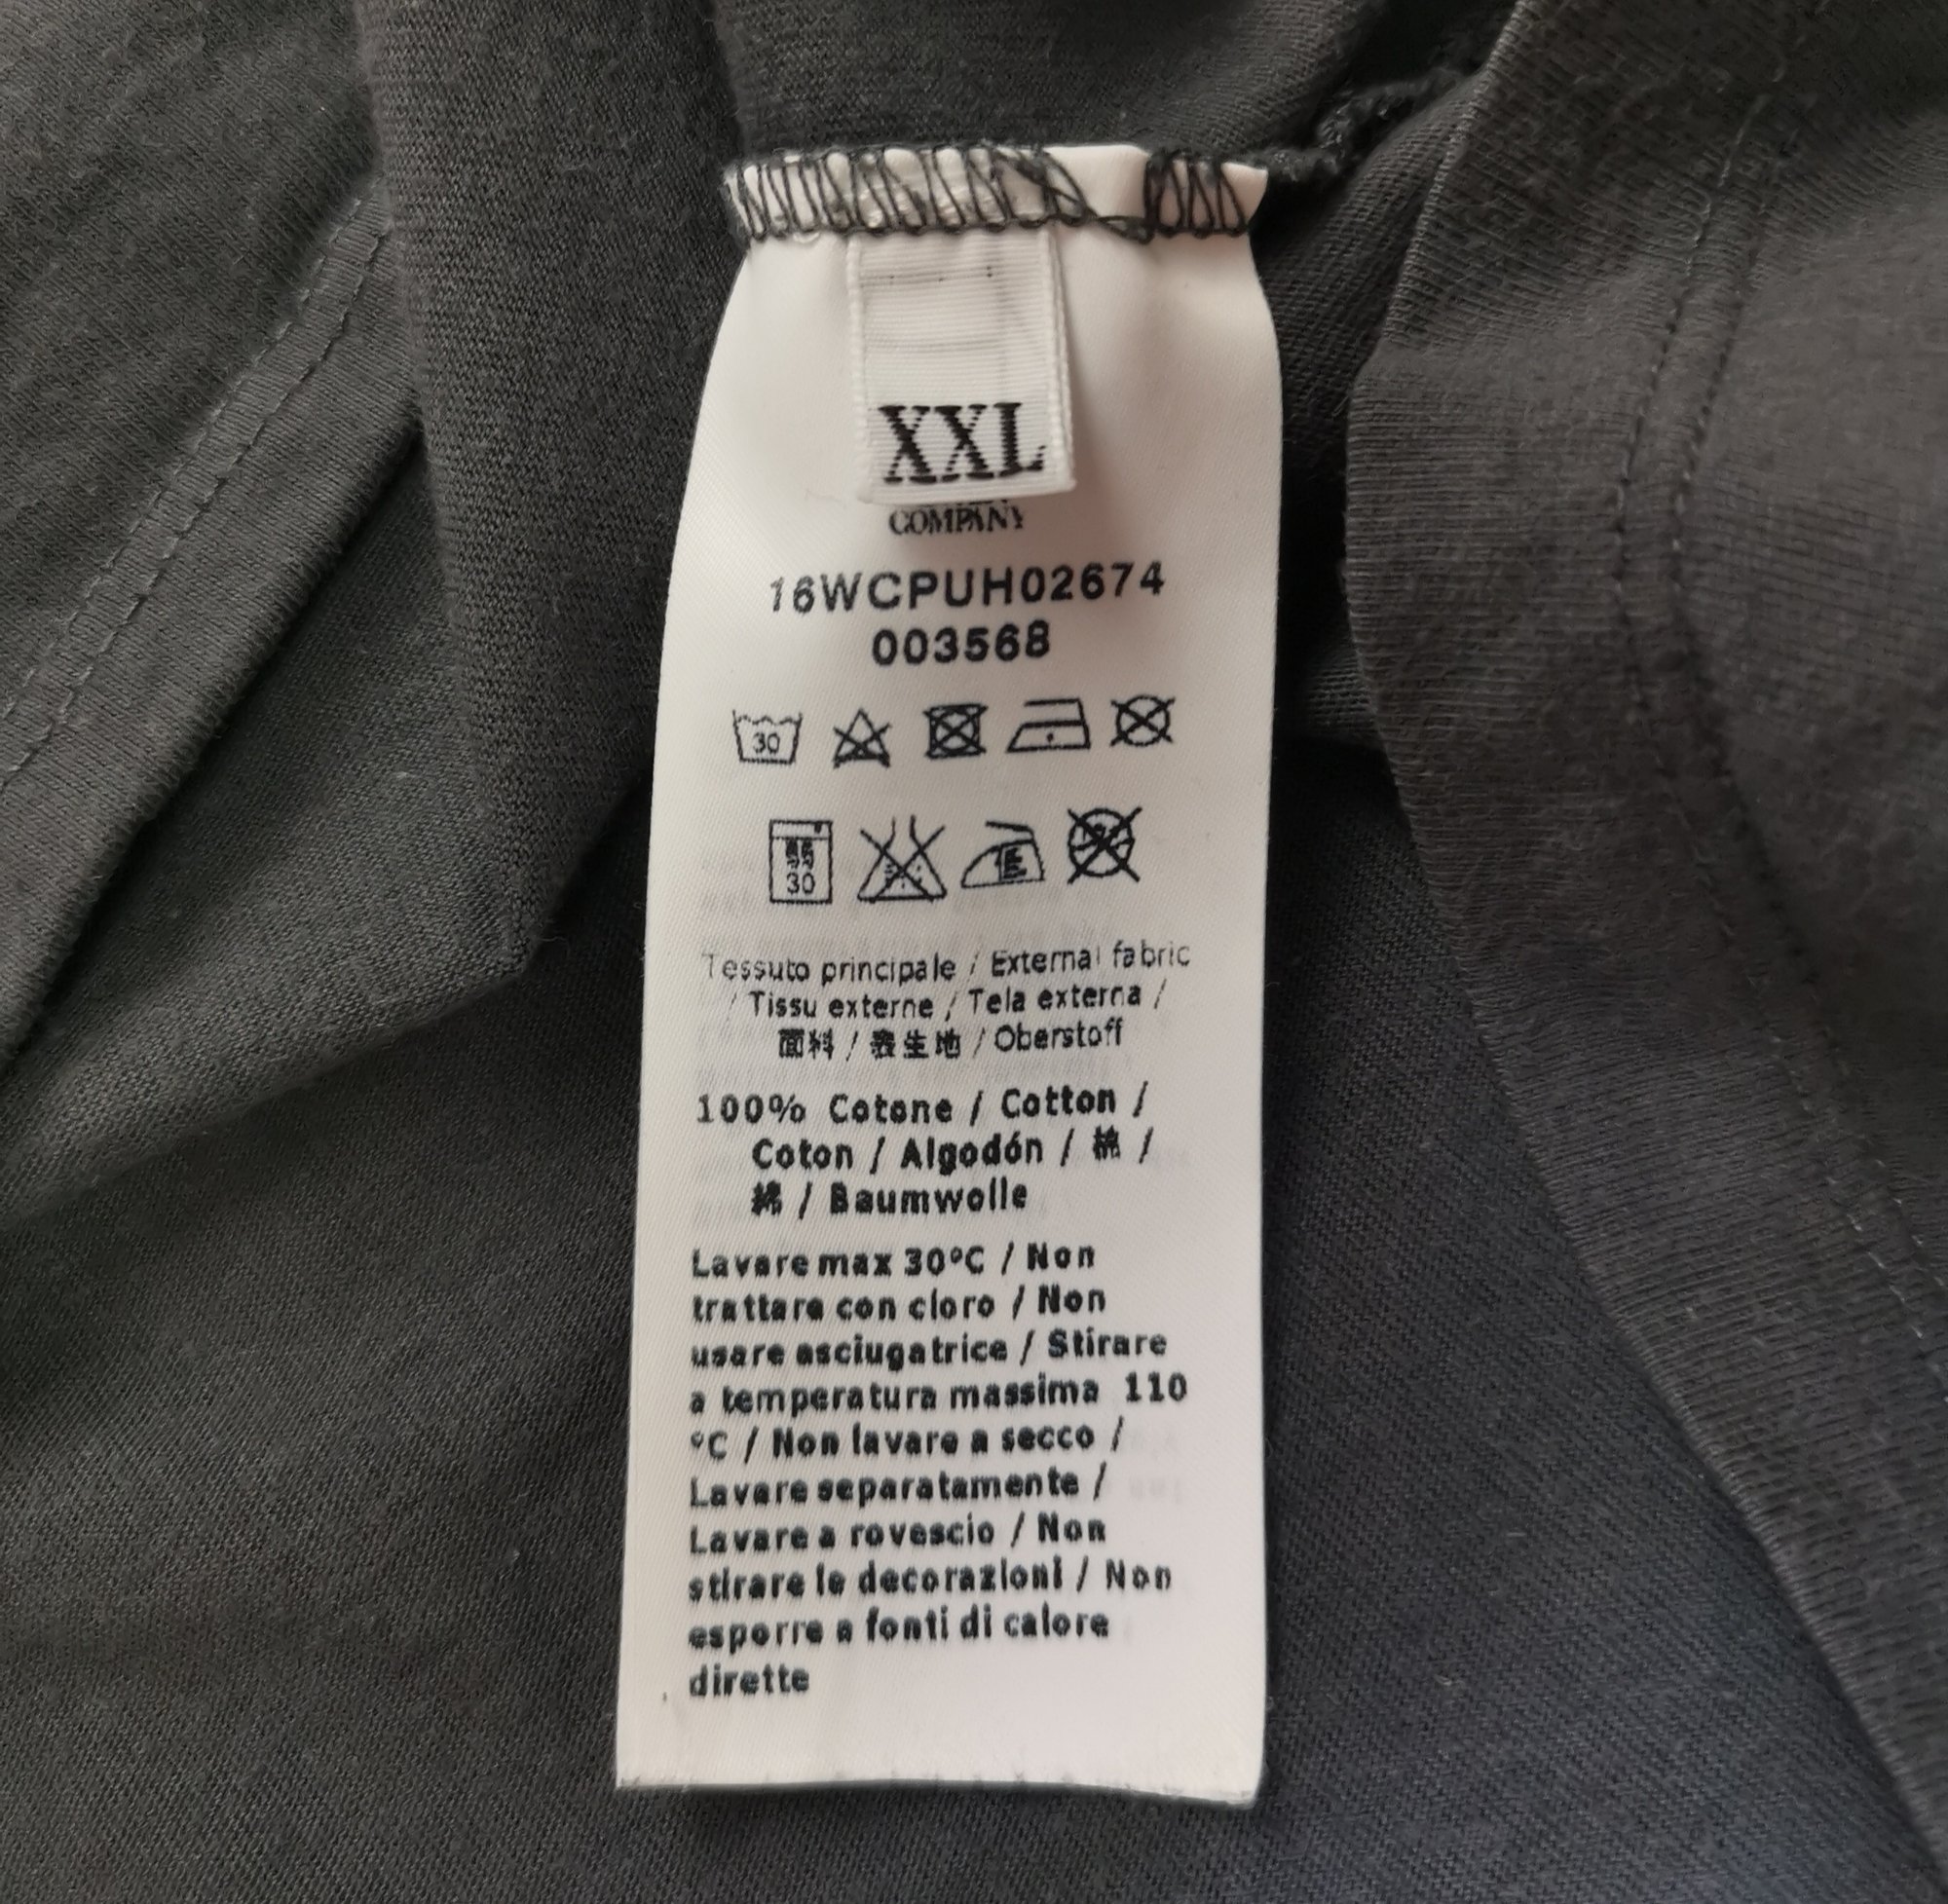 XXL
COMPANY
16WCPUH02674
003568
30
30
Tessuto principale / External fabric
/ Tissu externe / Tela externa /
面料 / 表生地 / Oberstoff
100% Cotone / Cotton /
Coton / Algodón / 棉 /
綿 / Baumwolle
Lavare max 30°C / Non
trattare con cloro / Non
usare asciugatrice / Stirare
a temperatura massima 110
°C / Non lavare a secco /
Lavare separatamente /
Lavare a rovescio / Non
stirare le decorazioni / Non
esporre a fonti di calore
dirette